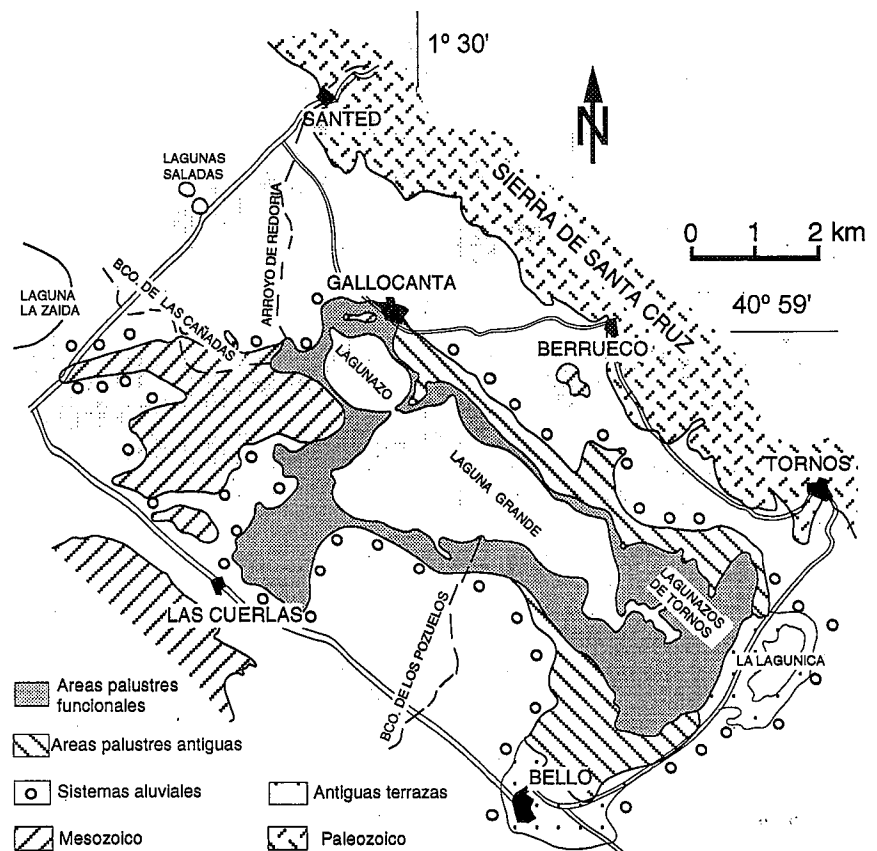 1º 30'
SANTED
N
LAGUNAS
SALADAS
SIERRA DE SANTA CRUZ
0 1 2 km
ARROYO DE REDORIA
BCO. DE LAS CAÑADAS
GALLOCANTA
LAGUNA
LA ZAIDA
40º 59'
BERRUECO
LAGUNAZO
TORNOS
LAGUNA GRANDE
LAGUNAZOS
DE TORNOS
LAS CUERLAS
LA LAGUNICA
BCO. DE LOS POZUELOS
BELLO
Areas palustres
funcionales
Areas palustres antiguas
Sistemas aluviales
Antiguas terrazas
Mesozoico
Paleozoico